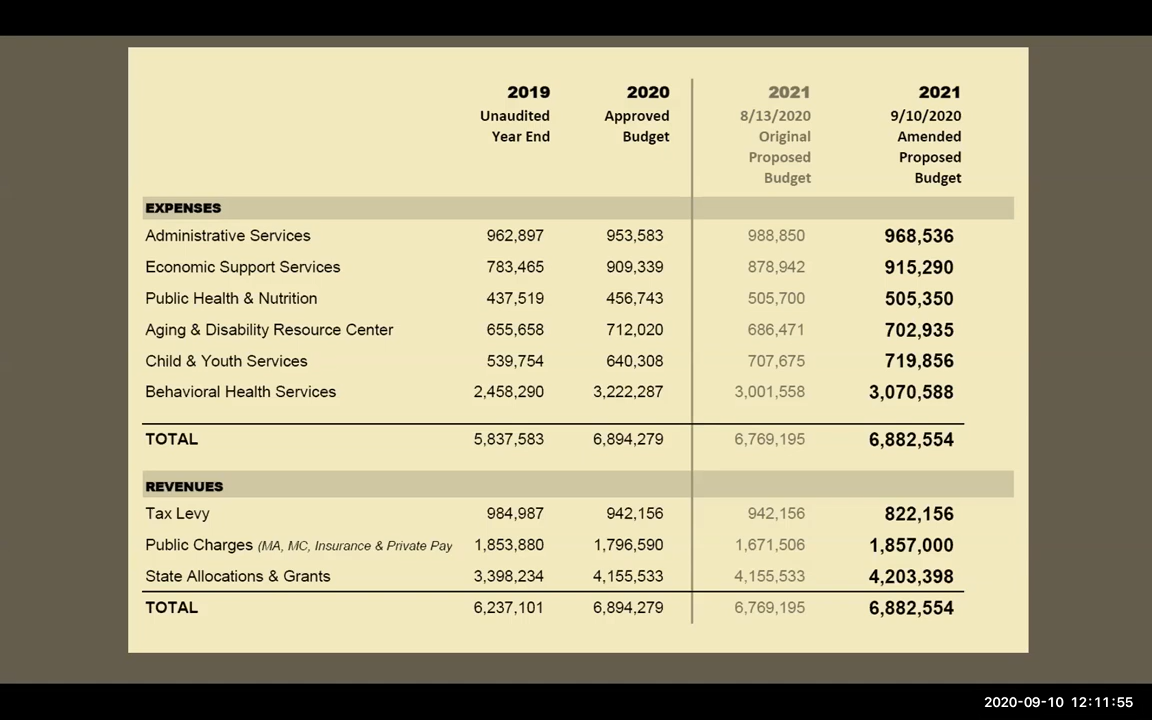 2019 2020 2021 2021
Unaudited Approved 8/13/2020 9/10/2020
Year End Budget Original Amended
Proposed Proposed
Budget Budget
EXPENSES
Administrative Services 962,897 953,583 988,850 968,536
Economic Support Services 783,465 909,339 878,942 915,290
Public Health & Nutrition 437,519 456,743 505,700 505,350
Aging & Disability Resource Center 655,658 712,020 686,471 702,935
Child & Youth Services 539,754 640,308 707,675 719,856
Behavioral Health Services 2,458,290 3,222,287 3,001,558 3,070,588
TOTAL 5,837,583 6,894,279 6,769,195 6,882,554
REVENUES
Tax Levy 984,987 942,156 942,156 822,156
Public Charges (MA, MC, Insurance & Private Pay 1,853,880 1,796,590 1,671,506 1,857,000
State Allocations & Grants 3,398,234 4,155,533 4,155,533 4,203,398
TOTAL 6,237,101 6,894,279 6,769,195 6,882,554
2020-09-10 12:11:55